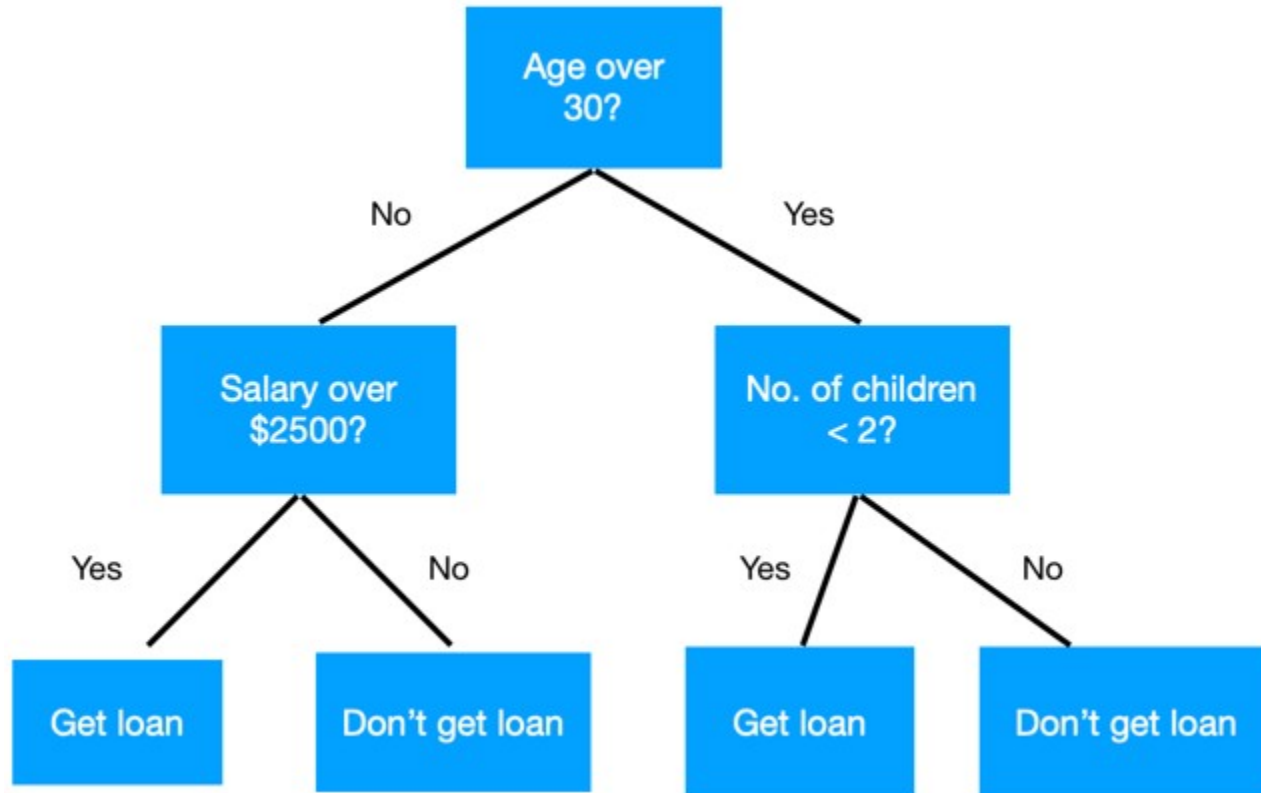 Age over
30?
No
Yes
Salary over
$2500?
No. of children
< 2?
Yes
No
Yes
No
Get loan
Don’t get loan
Get loan
Don’t get loan